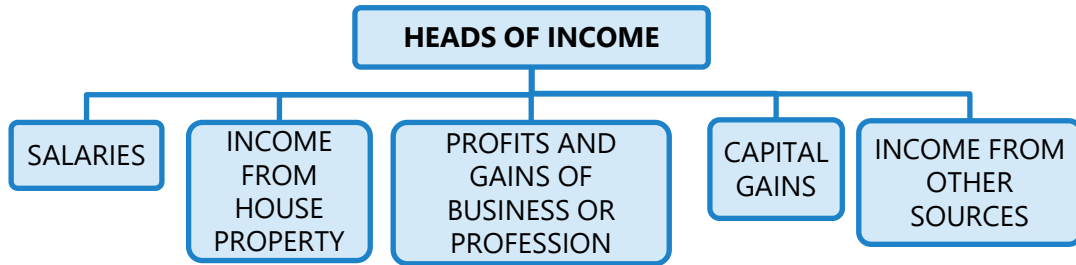 HEADS OF INCOME
SALARIES
INCOME
FROM
HOUSE
PROPERTY
PROFITS AND
GAINS OF
BUSINESS OR
PROFESSION
CAPITAL
GAINS
INCOME FROM
OTHER
SOURCES